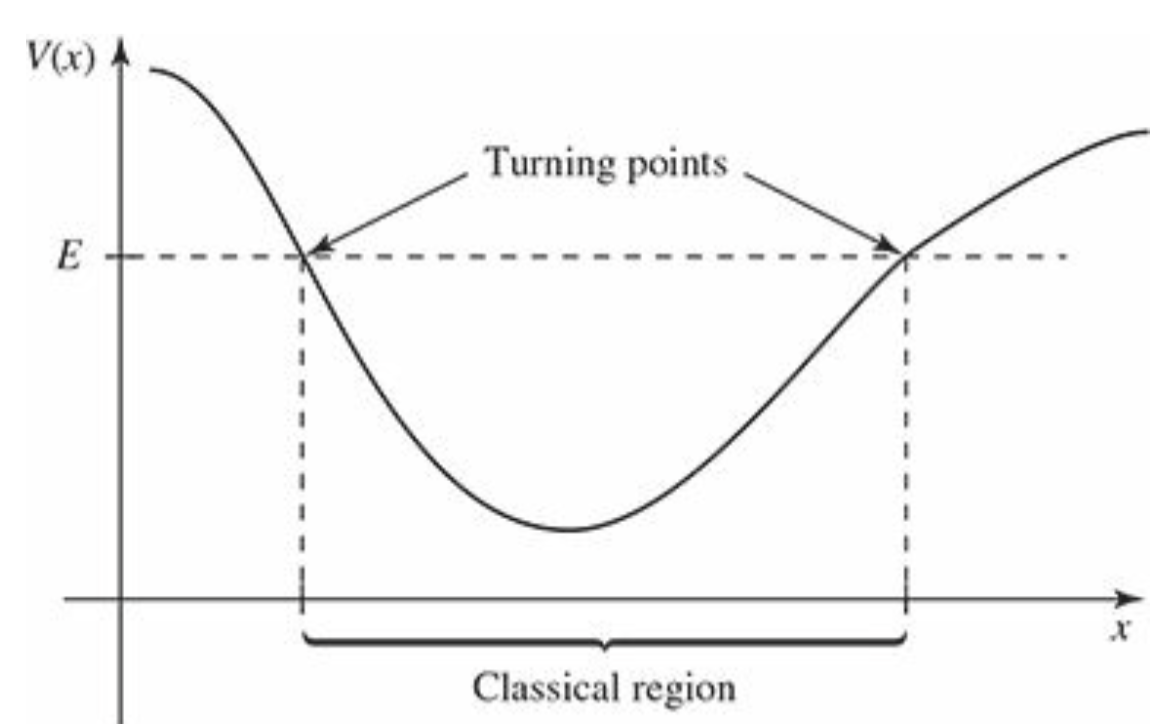 V(x)
Turning points
E
x
Classical region